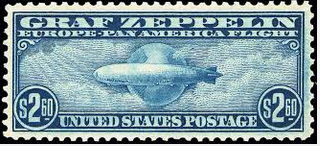 GRAF ZEPPELIN
EUROPE-PAN AMERICA FLIGHT
$2.60 $2.60
UNITED STATES POSTAGE